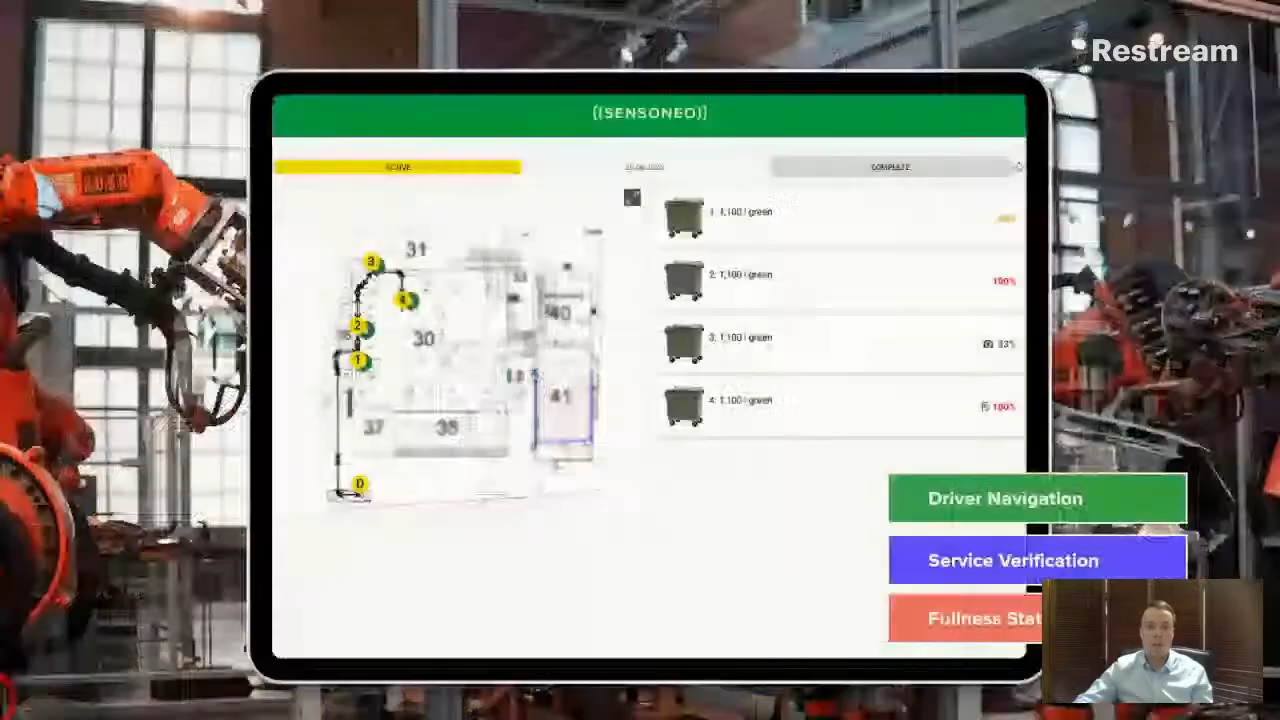 Restream
((SENSONEO))
ACTIVE
COMPLETE
1: 1,100 l green
2: 1,100 l green
100%
3: 1,100 l green
33%
4: 1,100 l green
100%
31
3
4
40
2
30
1
41
37
38
D
Driver Navigation
Service Verification
Fullness Stat